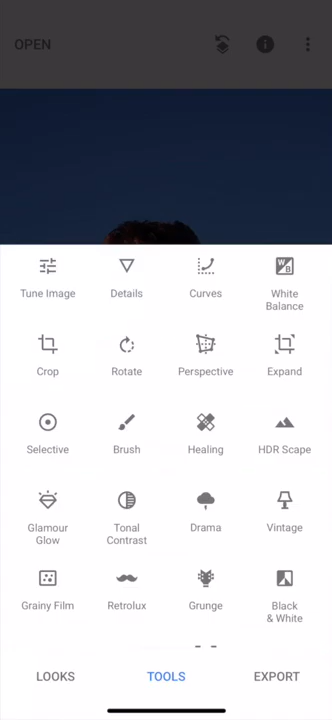 OPEN
Tune Image
Details
Curves
White
Balance
Crop
Rotate
Perspective
Expand
Selective
Brush
Healing
HDR Scape
Glamour
Glow
Tonal
Contrast
Drama
Vintage
Grainy Film
Retrolux
Grunge
Black
& White
LOOKS
TOOLS
EXPORT